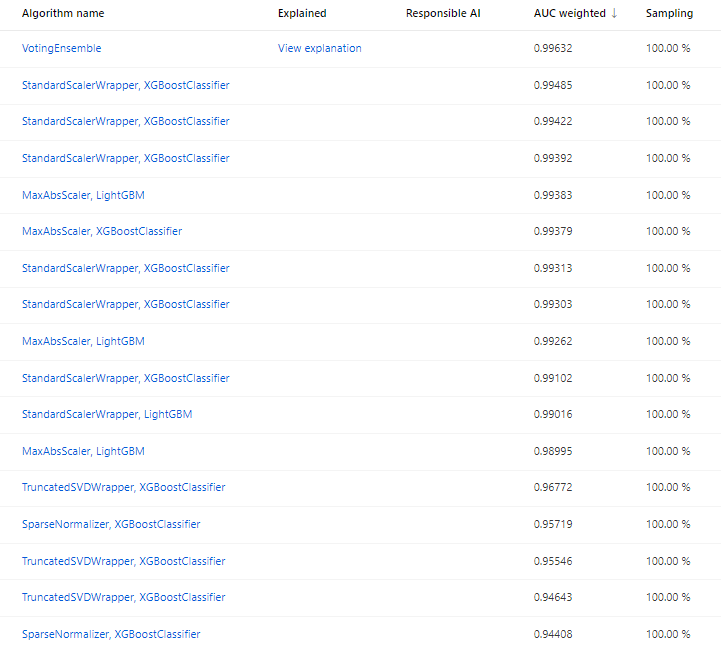 Algorithm name Explained Responsible AI AUC weighted ↓ Sampling
VotingEnsemble View explanation 0.99632 100.00 %
StandardScalerWrapper, XGBoostClassifier 0.99485 100.00 %
StandardScalerWrapper, XGBoostClassifier 0.99422 100.00 %
StandardScalerWrapper, XGBoostClassifier 0.99392 100.00 %
MaxAbsScaler, LightGBM 0.99383 100.00 %
MaxAbsScaler, XGBoostClassifier 0.99379 100.00 %
StandardScalerWrapper, XGBoostClassifier 0.99313 100.00 %
StandardScalerWrapper, XGBoostClassifier 0.99303 100.00 %
MaxAbsScaler, LightGBM 0.99262 100.00 %
StandardScalerWrapper, XGBoostClassifier 0.99102 100.00 %
StandardScalerWrapper, LightGBM 0.99016 100.00 %
MaxAbsScaler, LightGBM 0.98995 100.00 %
TruncatedSVDWrapper, XGBoostClassifier 0.96772 100.00 %
SparseNormalizer, XGBoostClassifier 0.95719 100.00 %
TruncatedSVDWrapper, XGBoostClassifier 0.95546 100.00 %
TruncatedSVDWrapper, XGBoostClassifier 0.94643 100.00 %
SparseNormalizer, XGBoostClassifier 0.94408 100.00 %